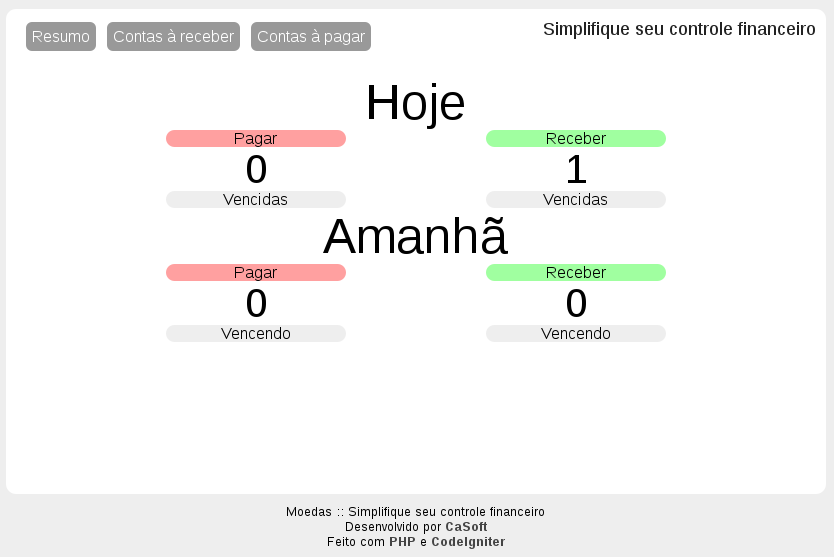 Resumo Contas à receber Contas à pagar Simplifique seu controle financeiro
Hoje
Pagar Receber
0 1
Vencidas Vencidas
Amanhã
Pagar Receber
0 0
Vencendo Vencendo
Moedas :: Simplifique seu controle financeiro
Desenvolvido por CaSoft
Feito com PHP e CodeIgniter